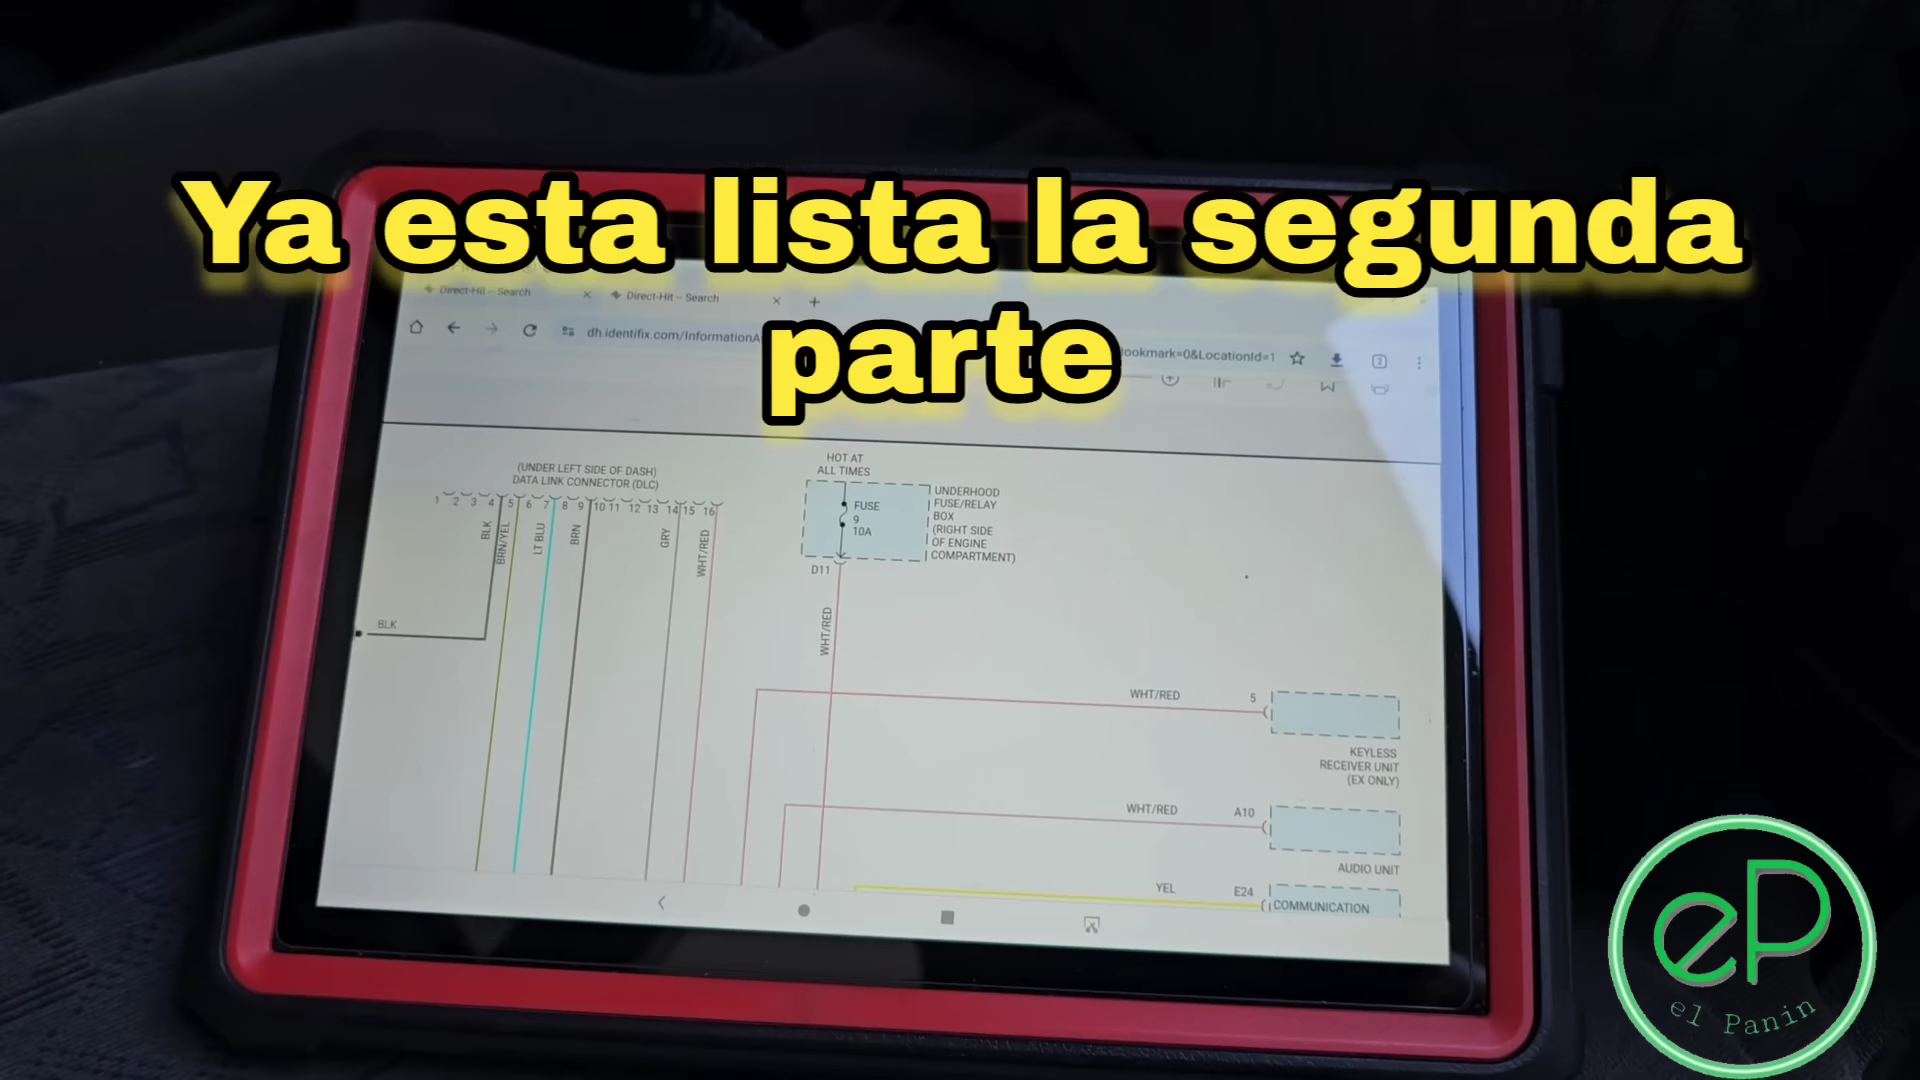 Ya esta lista la segunda
parte
Direct-Hit -- Search
Direct-Hit -- Search
dh.identifix.com/InformationA
ookmark=0&LocationId=1
2
(UNDER LEFT SIDE OF DASH)
DATA LINK CONNECTOR (DLC)
1 2 3 4 5 6 7 8 9 10 11 12 13 14 15 16
BLK
BRN/YEL
LT BLU
BRN
GRY
WHT/RED
BLK
HOT AT
ALL TIMES
FUSE
9
10A
UNDERHOOD
FUSE/RELAY
BOX
(RIGHT SIDE
OF ENGINE
COMPARTMENT)
D11
WHT/RED
WHT/RED 5
KEYLESS
RECEIVER UNIT
(EX ONLY)
WHT/RED A10
AUDIO UNIT
YEL E24
COMMUNICATION
eP
el Panin